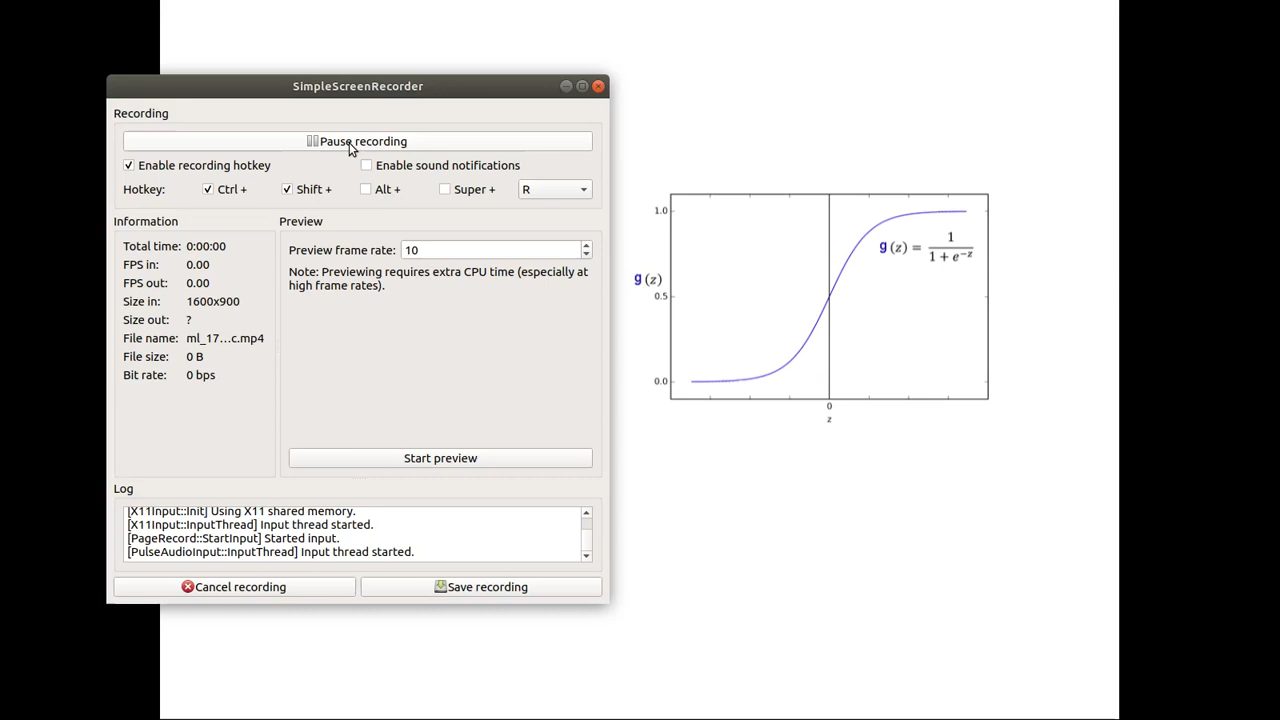 SimpleScreenRecorder
Recording
Pause recording
Enable recording hotkey
Enable sound notifications
Hotkey: Ctrl + Shift + Alt + Super + R
Information
Total time: 0:00:00
FPS in: 0.00
FPS out: 0.00
Size in: 1600x900
Size out: ?
File name: ml_17...c.mp4
File size: 0 B
Bit rate: 0 bps
Preview
Preview frame rate: 10
Note: Previewing requires extra CPU time (especially at
high frame rates).
Start preview
Log
[X11Input::Init] Using X11 shared memory.
[X11Input::InputThread] Input thread started.
[PageRecord::StartInput] Started input.
[PulseAudioInput::InputThread] Input thread started.
Cancel recording
Save recording
1.0
g(z) = 1 / (1 + e^{-z})
g(z)
0.5
0.0
0
z